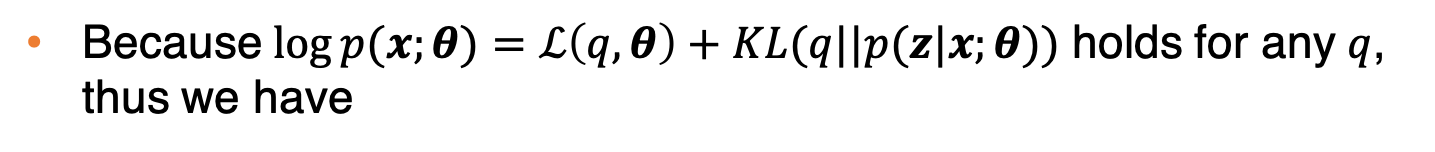 • Because log p(x; θ) = ℒ(q, θ) + KL(q||p(z|x; θ)) holds for any q,
thus we have